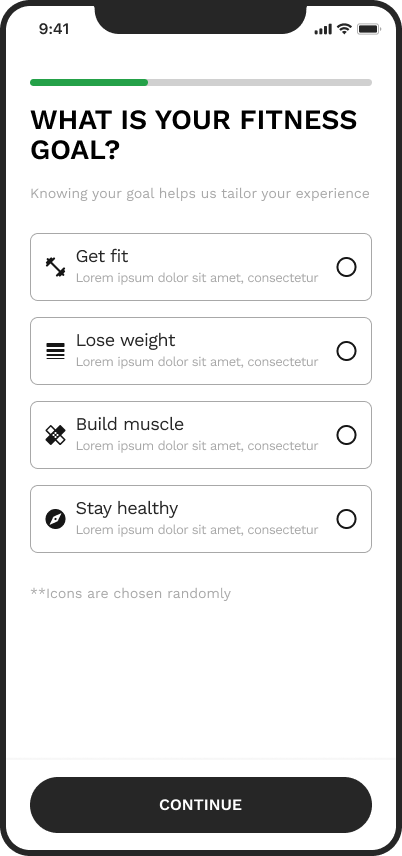 9:41
WHAT IS YOUR FITNESS
GOAL?
Knowing your goal helps us tailor your experience
Get fit
Lorem ipsum dolor sit amet, consectetur
Lose weight
Lorem ipsum dolor sit amet, consectetur
Build muscle
Lorem ipsum dolor sit amet, consectetur
Stay healthy
Lorem ipsum dolor sit amet, consectetur
**Icons are chosen randomly
CONTINUE